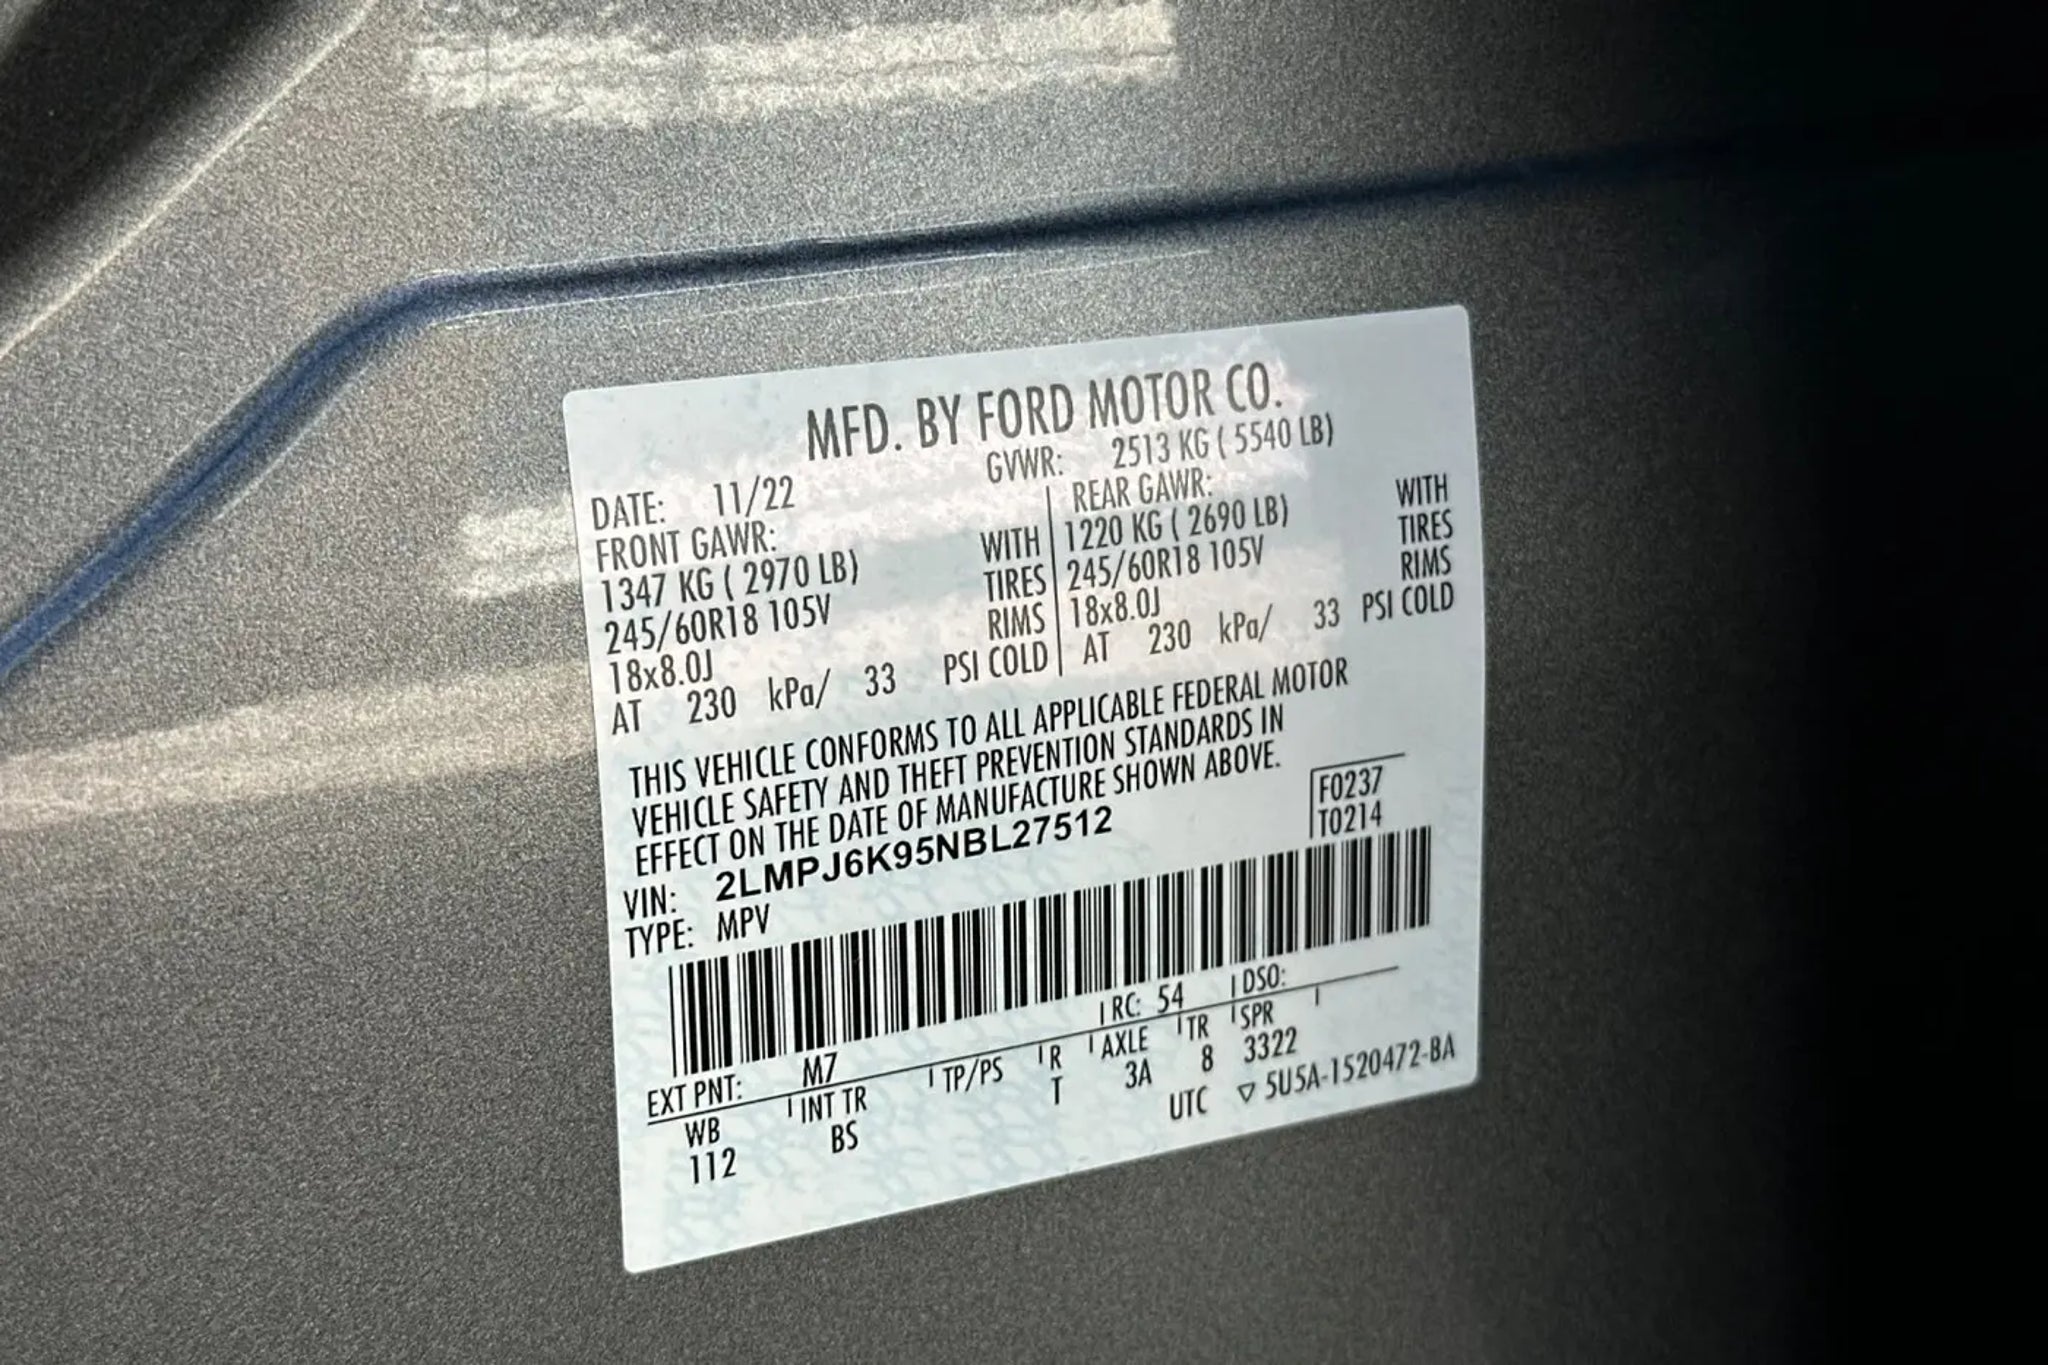 MFD. BY FORD MOTOR CO.
DATE: 11/22 GVWR: 2513 KG ( 5540 LB)
FRONT GAWR: REAR GAWR:
1347 KG ( 2970 LB) WITH 1220 KG ( 2690 LB) WITH
245/60R18 105V TIRES 245/60R18 105V TIRES
18x8.0J RIMS 18x8.0J RIMS
AT 230 kPa/ 33 PSI COLD AT 230 kPa/ 33 PSI COLD
THIS VEHICLE CONFORMS TO ALL APPLICABLE FEDERAL MOTOR
VEHICLE SAFETY AND THEFT PREVENTION STANDARDS IN
EFFECT ON THE DATE OF MANUFACTURE SHOWN ABOVE.
F0237
T0214
VIN: 2LMPJ6K95NBL27512
TYPE: MPV
EXT PNT: M7 RC: 54 DSO:
WB INT TR TP/PS R AXLE TR SPR
112 BS T 3A 8 3322
UTC ▽ 5U5A-1520472-BA